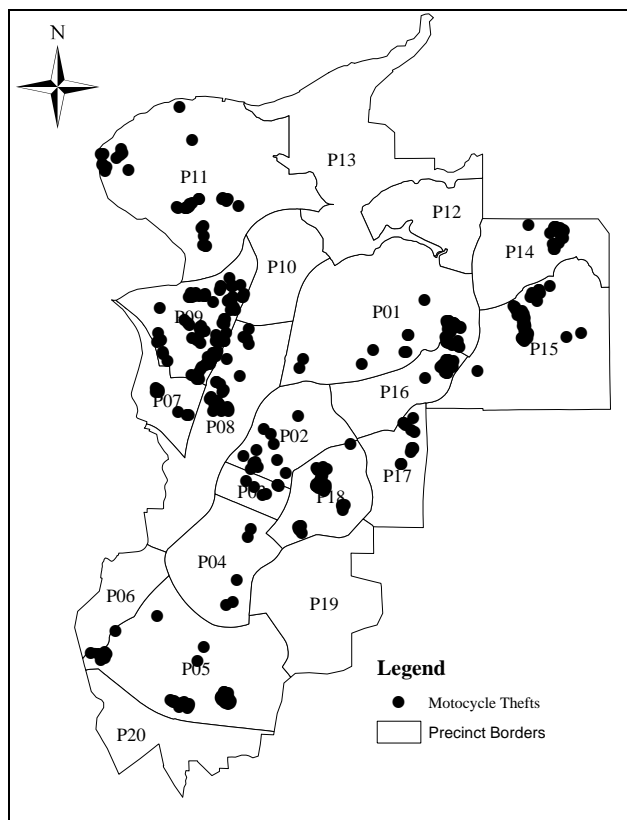 N
P13
P11
P12
P14
P10
P09
P01
P15
P16
P07
P08
P02
P17
P03
P18
P04
P06
P19
P05
Legend
Motocycle Thefts
P20
Precinct Borders